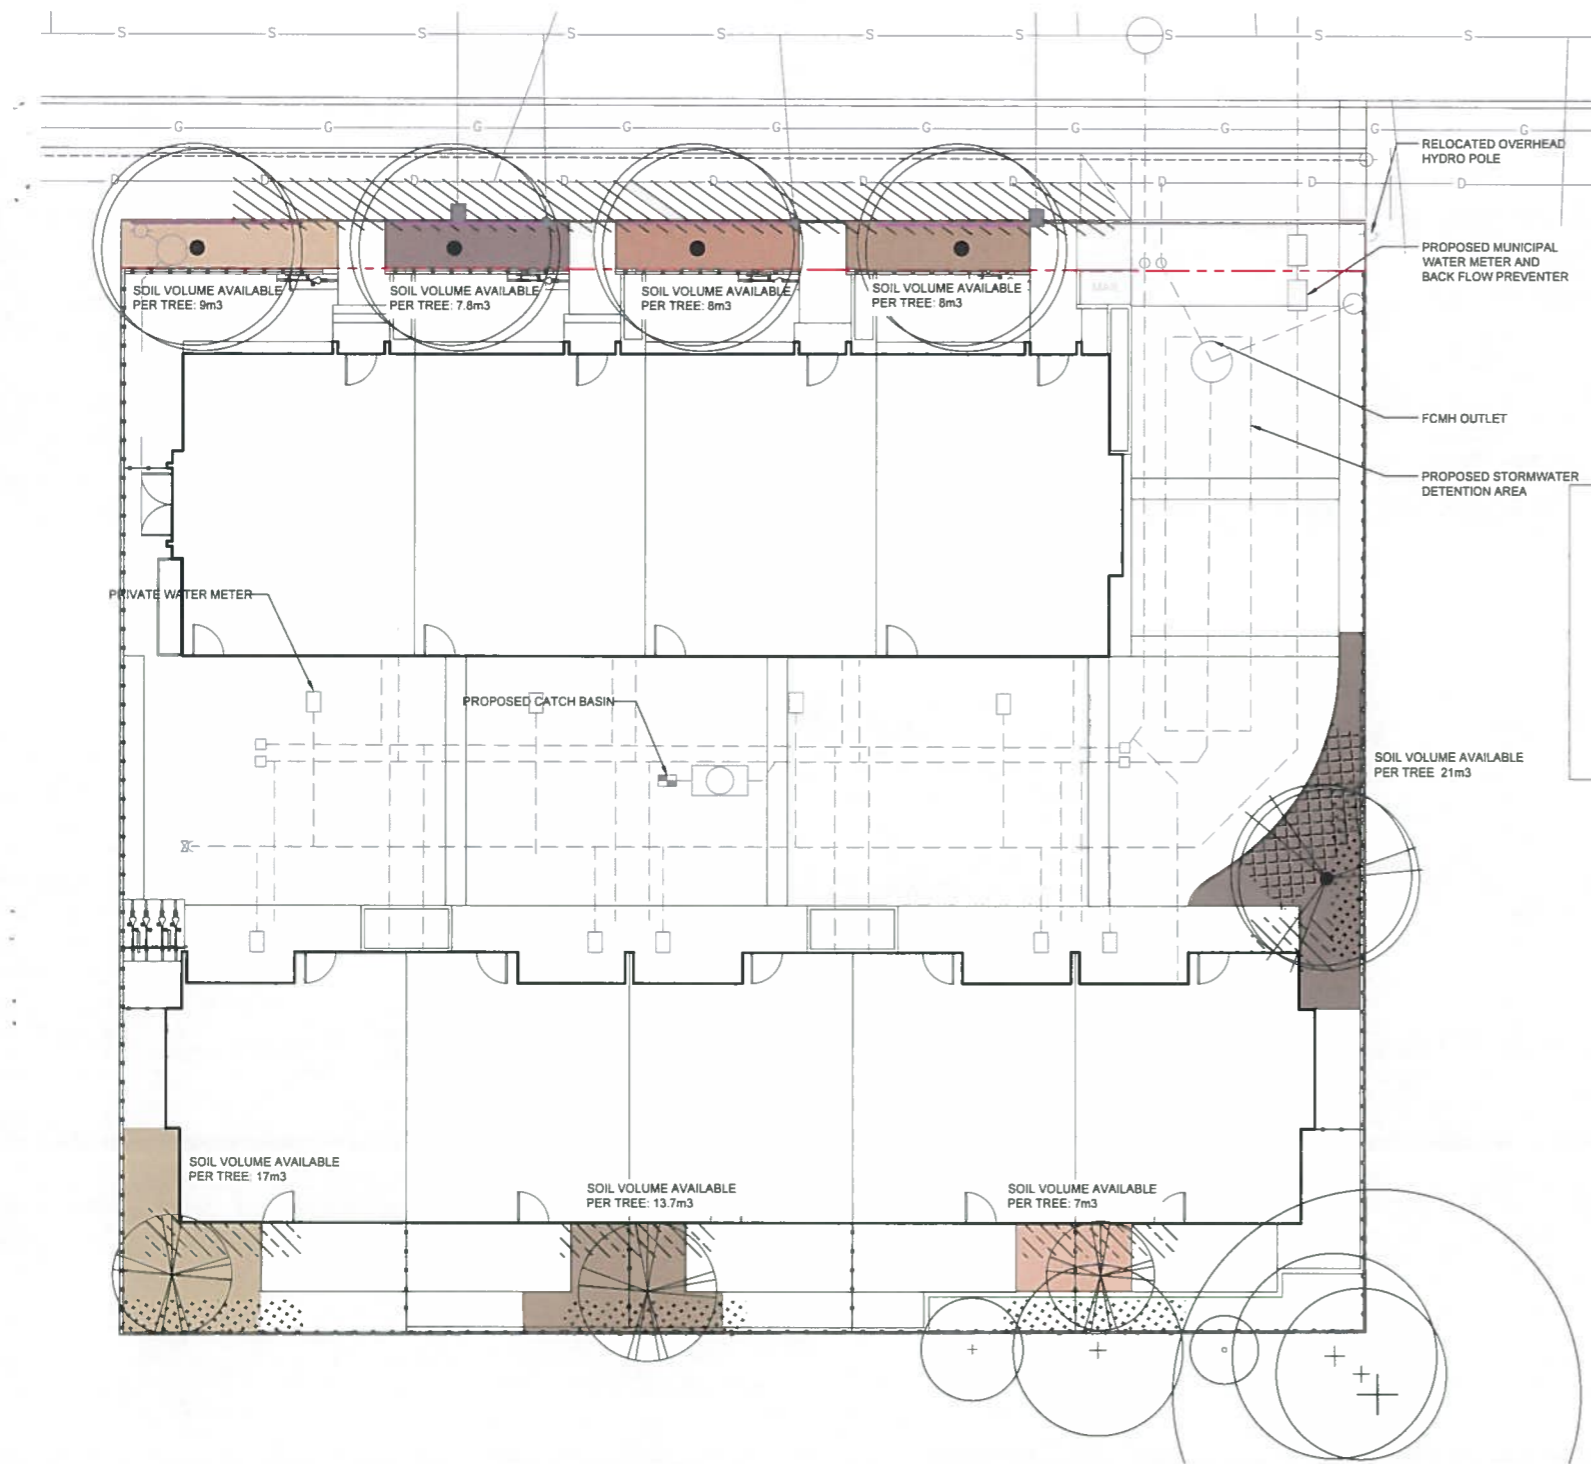 S S S S S S S S S S
G G G G G G G G G G
RELOCATED OVERHEAD
HYDRO POLE
D D D D D D D D D D
PROPOSED MUNICIPAL
WATER METER AND
BACK FLOW PREVENTER
SOIL VOLUME AVAILABLE
PER TREE: 9m3
SOIL VOLUME AVAILABLE
PER TREE: 7.8m3
SOIL VOLUME AVAILABLE
PER TREE: 8m3
SOIL VOLUME AVAILABLE
PER TREE: 8m3
FCMH OUTLET
PROPOSED STORMWATER
DETENTION AREA
PRIVATE WATER METER
PROPOSED CATCH BASIN
SOIL VOLUME AVAILABLE
PER TREE 21m3
SOIL VOLUME AVAILABLE
PER TREE: 17m3
SOIL VOLUME AVAILABLE
PER TREE: 13.7m3
SOIL VOLUME AVAILABLE
PER TREE: 7m3